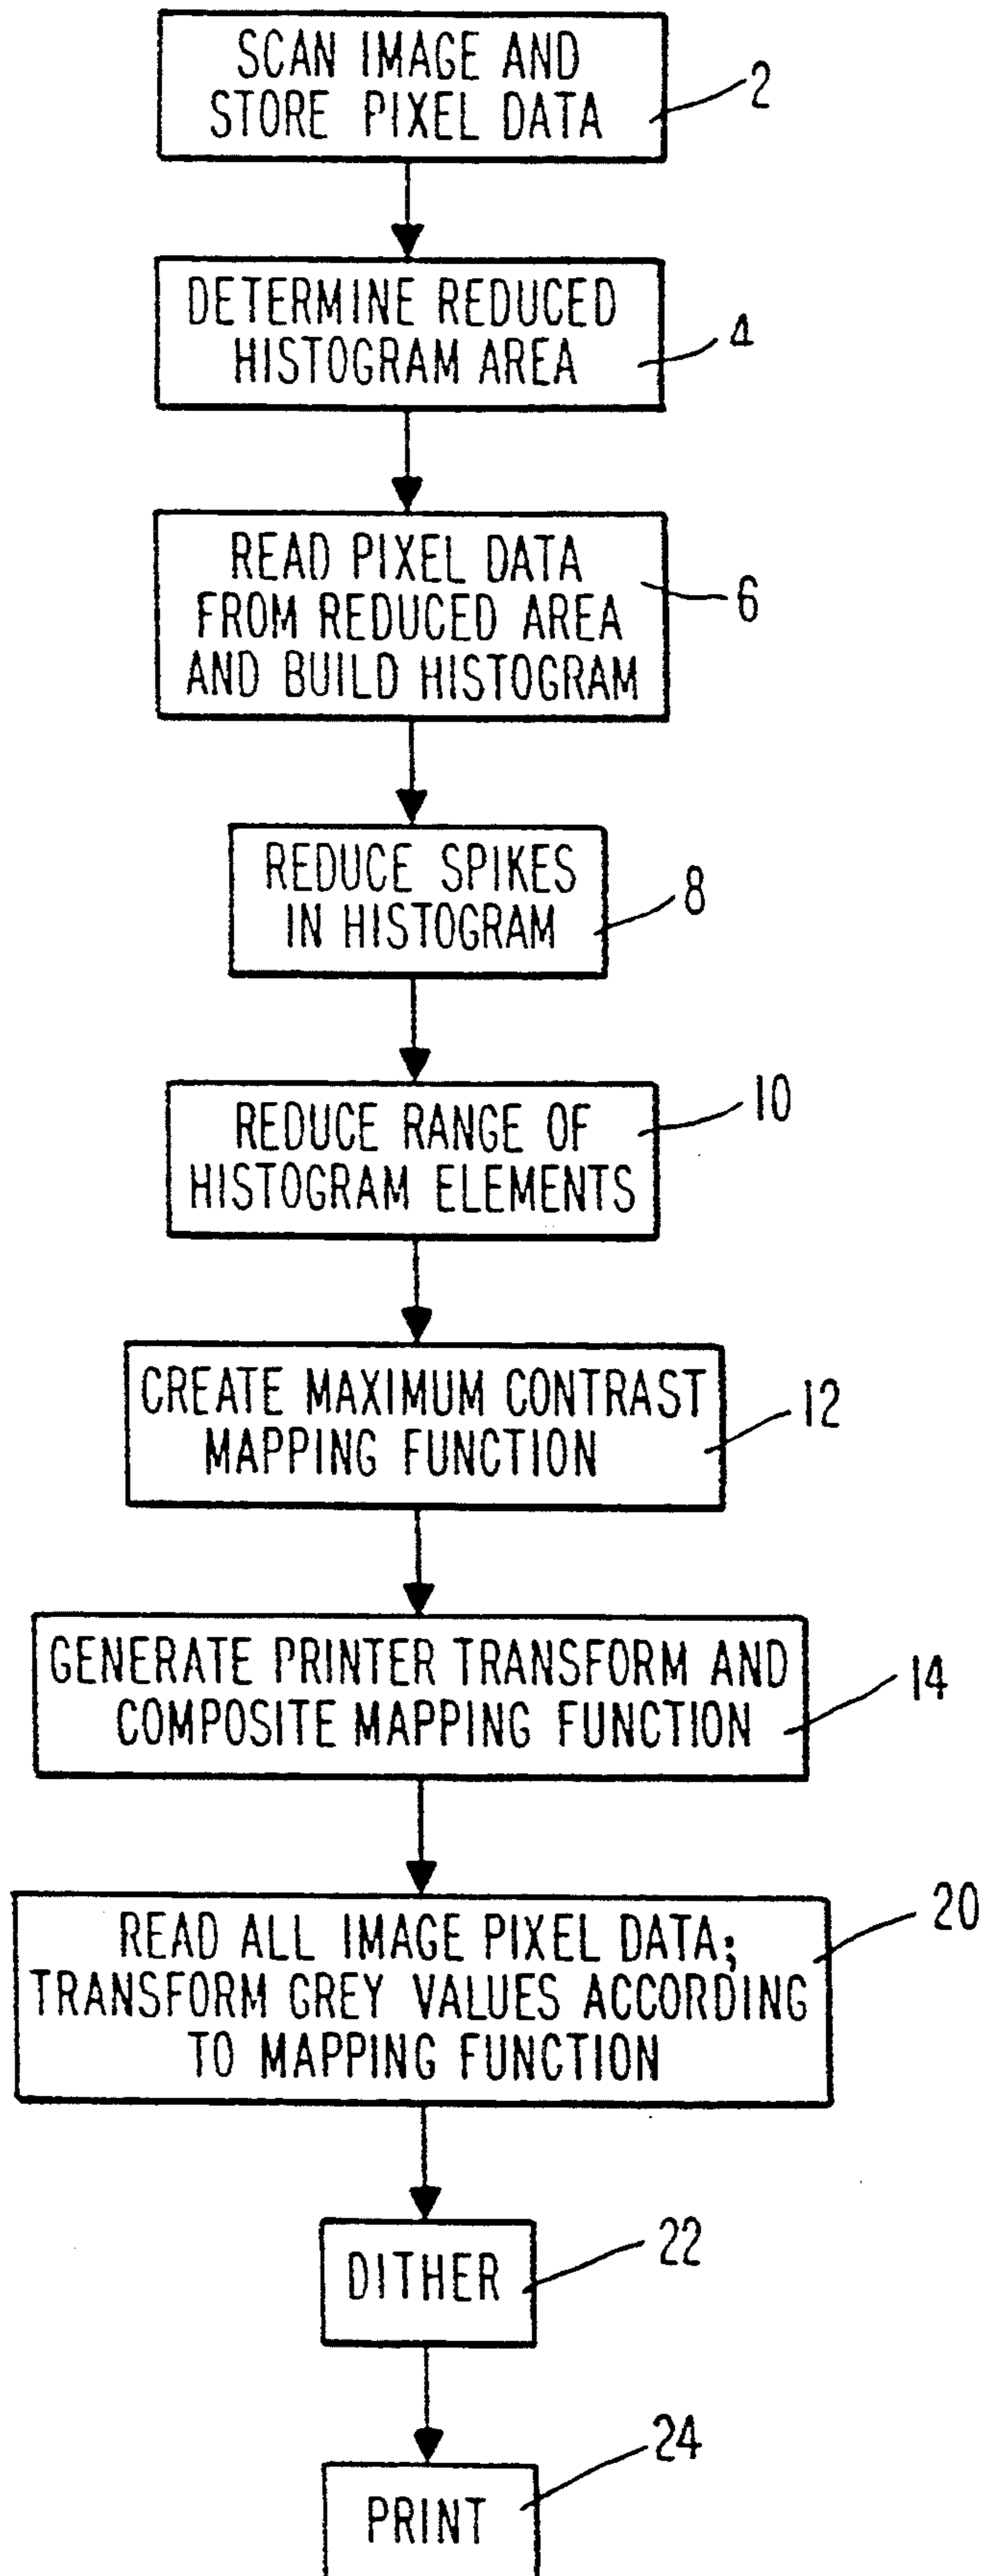 SCAN IMAGE AND
STORE PIXEL DATA
2
DETERMINE REDUCED
HISTOGRAM AREA
4
READ PIXEL DATA
FROM REDUCED AREA
AND BUILD HISTOGRAM
6
REDUCE SPIKES
IN HISTOGRAM
8
REDUCE RANGE OF
HISTOGRAM ELEMENTS
10
CREATE MAXIMUM CONTRAST
MAPPING FUNCTION
12
GENERATE PRINTER TRANSFORM AND
COMPOSITE MAPPING FUNCTION
14
READ ALL IMAGE PIXEL DATA;
TRANSFORM GREY VALUES ACCORDING
TO MAPPING FUNCTION
20
DITHER
22
PRINT
24